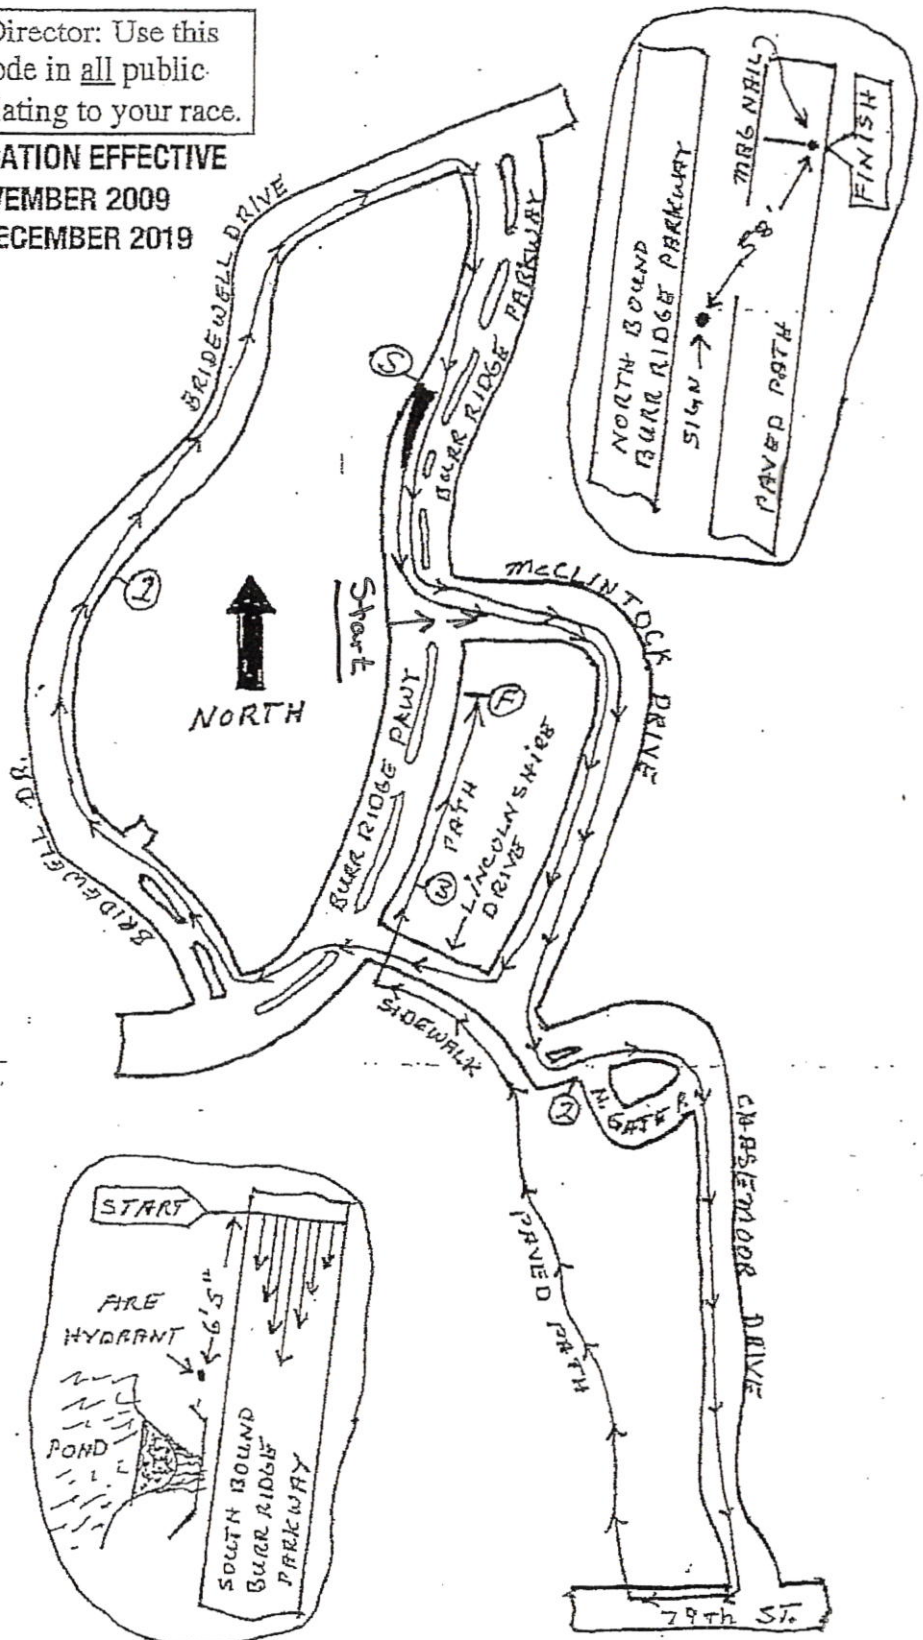 Director: Use this
ode in all public
lating to your race.
ATION EFFECTIVE
VEMBER 2009
ECEMBER 2019
BRIDEWELL DRIVE
BURR RIDGE PARKWAY
S
MAG NAIL
FINISH
58'
SIGN
NORTH BOUND
BURR RIDGE PARKWAY
PAVED PATH
McCLINTOCK DRIVE
1
Start
NORTH
F
BURR RIDGE PKWY
PATH
W
LINCOLNSHIRE
DRIVE
BRIDEWELL DR.
SIDEWALK
2
N. GATE R.
CHASEMOOR DRIVE
PAVED PATH
79th ST.
START
6'5"
FIRE
HYDRANT
POND
SOUTH BOUND
BURR RIDGE
PARKWAY